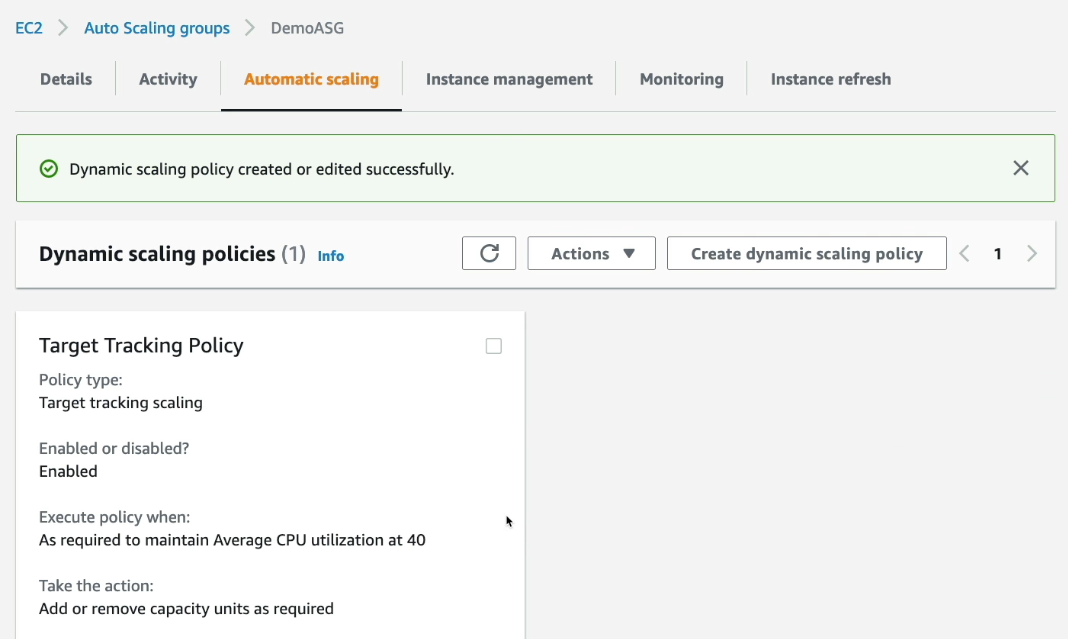 EC2 > Auto Scaling groups > DemoASG
Details Activity Automatic scaling Instance management Monitoring Instance refresh
Dynamic scaling policy created or edited successfully.
Dynamic scaling policies (1) Info Actions Create dynamic scaling policy 1
Target Tracking Policy
Policy type:
Target tracking scaling
Enabled or disabled?
Enabled
Execute policy when:
As required to maintain Average CPU utilization at 40
Take the action:
Add or remove capacity units as required